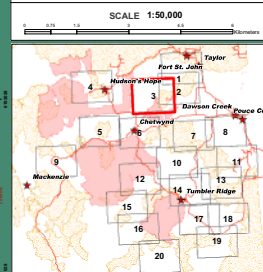 SCALE 1:50,000
0 1.5 3 4.5 6
Kilometers
Taylor
Fort St. John
Hudson's Hope
1
4
3
2
Dawson Creek
Pouce C
5
6
7
8
Chetwynd
9
10
11
Mackenzie
12
13
14
Tumbler Ridge
15
17
18
16
19
20